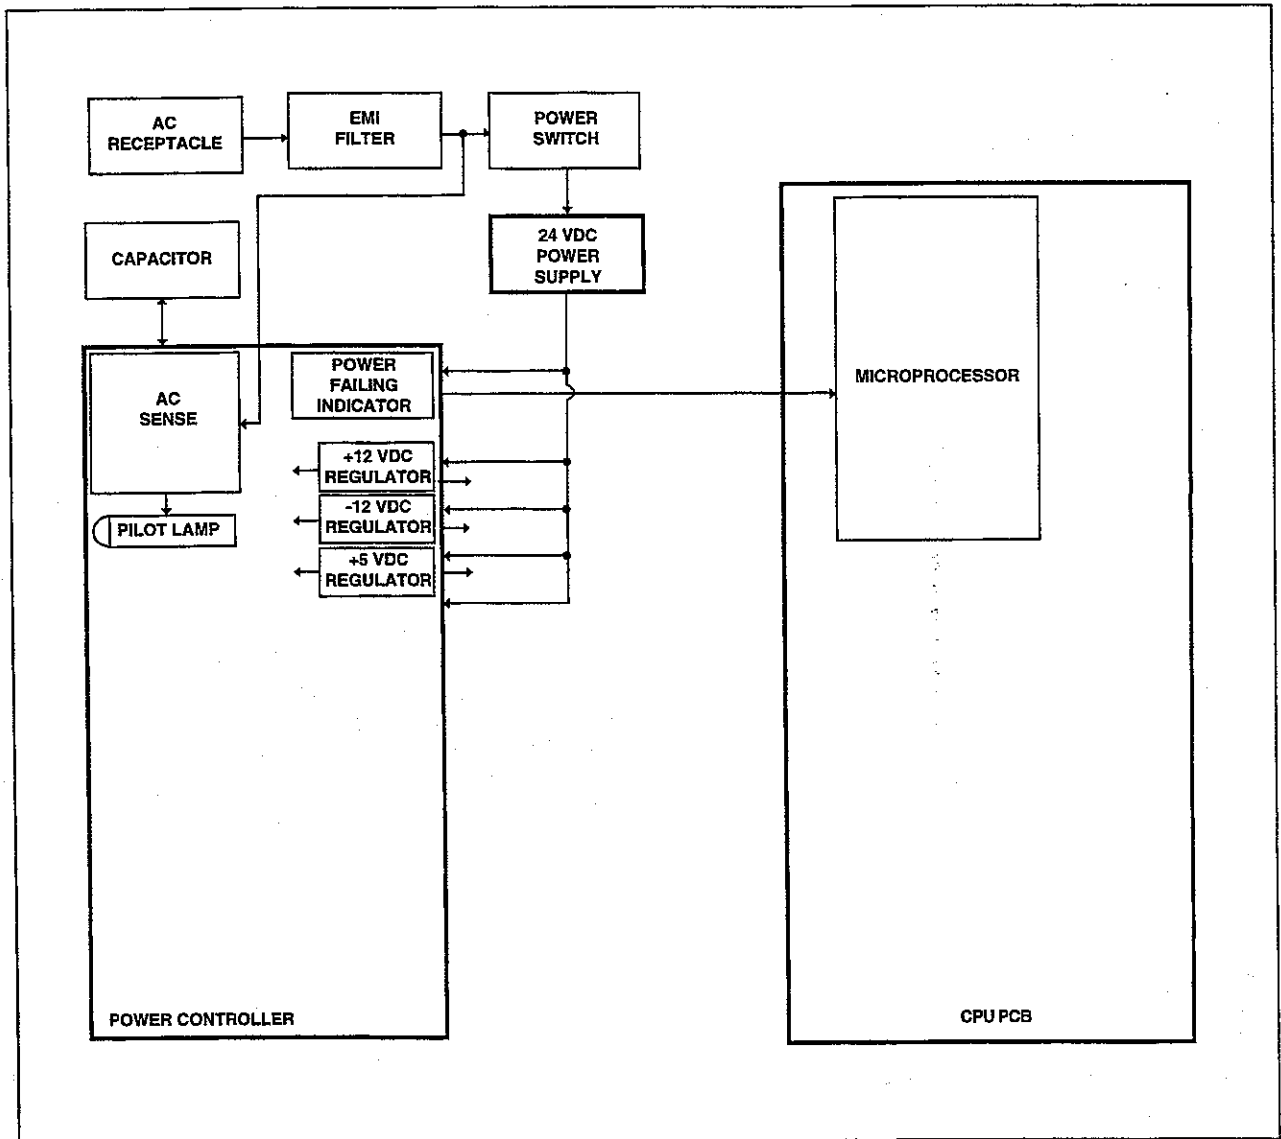 AC
RECEPTACLE
EMI
FILTER
POWER
SWITCH
CAPACITOR
24 VDC
POWER
SUPPLY
AC
SENSE
POWER
FAILING
INDICATOR
MICROPROCESSOR
+12 VDC
REGULATOR
-12 VDC
REGULATOR
PILOT LAMP
+5 VDC
REGULATOR
POWER CONTROLLER
CPU PCB